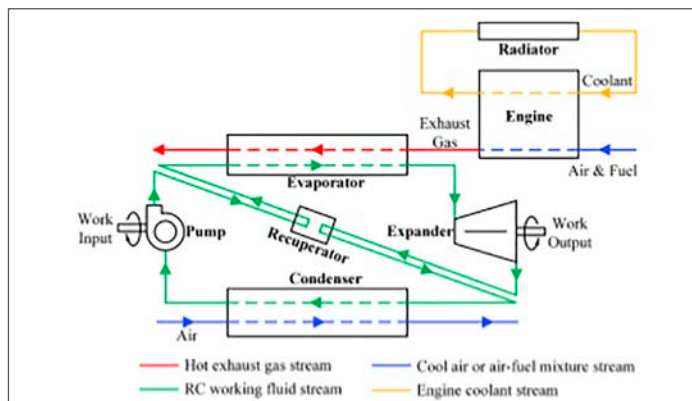 Radiator
Coolant
Engine
Exhaust
Gas
Air & Fuel
Evaporator
Work
Input
Pump
Recuperator
Expander
Work
Output
Condenser
Air
Hot exhaust gas stream
Cool air or air-fuel mixture stream
RC working fluid stream
Engine coolant stream